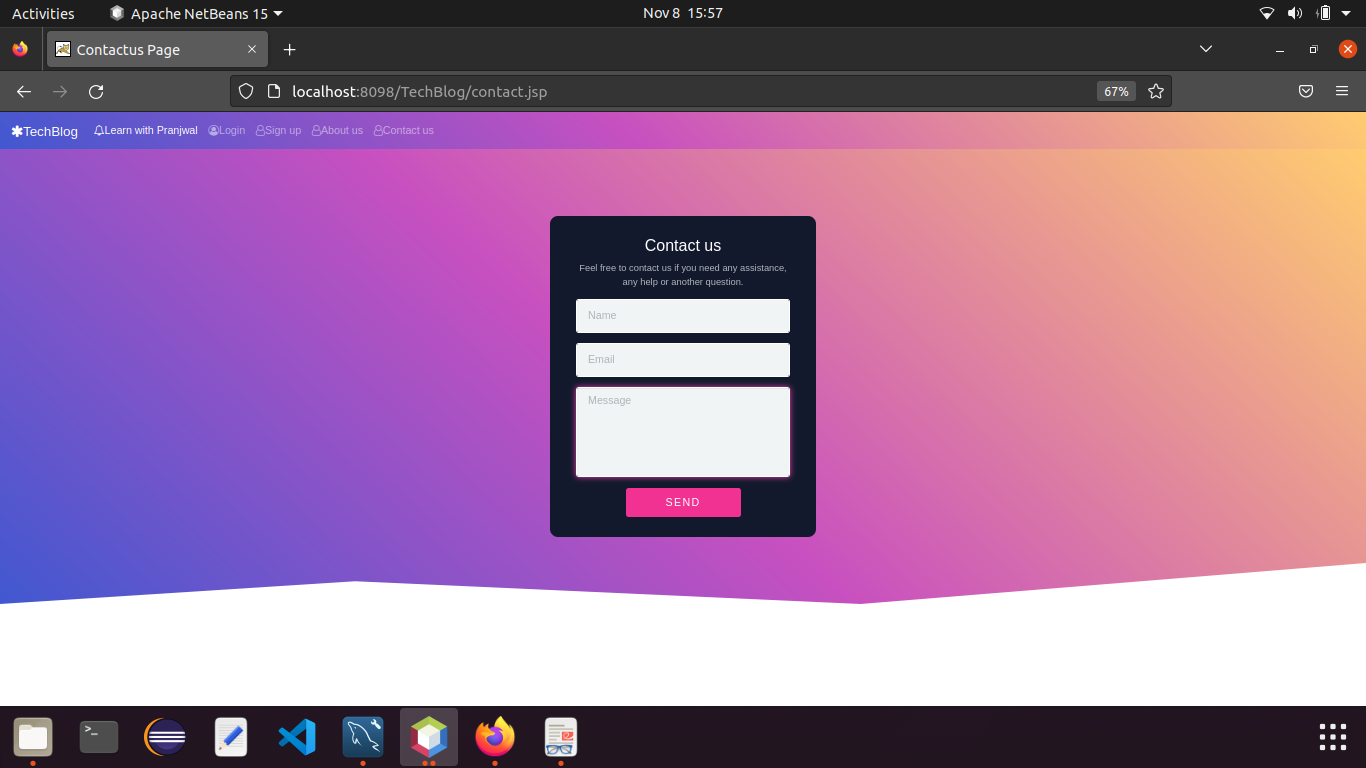 Activities Apache NetBeans 15 Nov 8 15:57
Contactus Page
localhost:8098/TechBlog/contact.jsp 67%
TechBlog Learn with Pranjwal Login Sign up About us Contact us
Contact us
Feel free to contact us if you need any assistance,
any help or another question.
Name
Email
Message
SEND